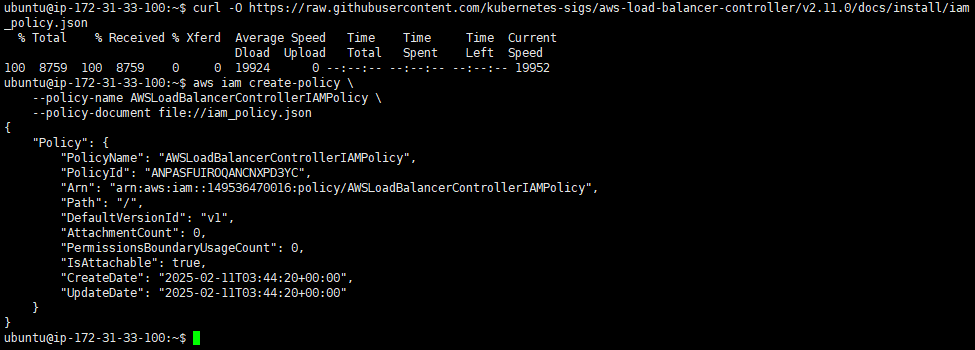 ubuntu@ip-172-31-33-100:~$ curl -O https://raw.githubusercontent.com/kubernetes-sigs/aws-load-balancer-controller/v2.11.0/docs/install/iam
_policy.json
  % Total    % Received % Xferd  Average Speed   Time    Time     Time  Current
                                 Dload  Upload   Total   Spent    Left  Speed
100  8759  100  8759    0     0  19924      0 --:--:-- --:--:-- --:--:-- 19952
ubuntu@ip-172-31-33-100:~$ aws iam create-policy \
    --policy-name AWSLoadBalancerControllerIAMPolicy \
    --policy-document file://iam_policy.json
{
    "Policy": {
        "PolicyName": "AWSLoadBalancerControllerIAMPolicy",
        "PolicyId": "ANPASFUIROQANCNXPD3YC",
        "Arn": "arn:aws:iam::149536470016:policy/AWSLoadBalancerControllerIAMPolicy",
        "Path": "/",
        "DefaultVersionId": "v1",
        "AttachmentCount": 0,
        "PermissionsBoundaryUsageCount": 0,
        "IsAttachable": true,
        "CreateDate": "2025-02-11T03:44:20+00:00",
        "UpdateDate": "2025-02-11T03:44:20+00:00"
    }
}
ubuntu@ip-172-31-33-100:~$